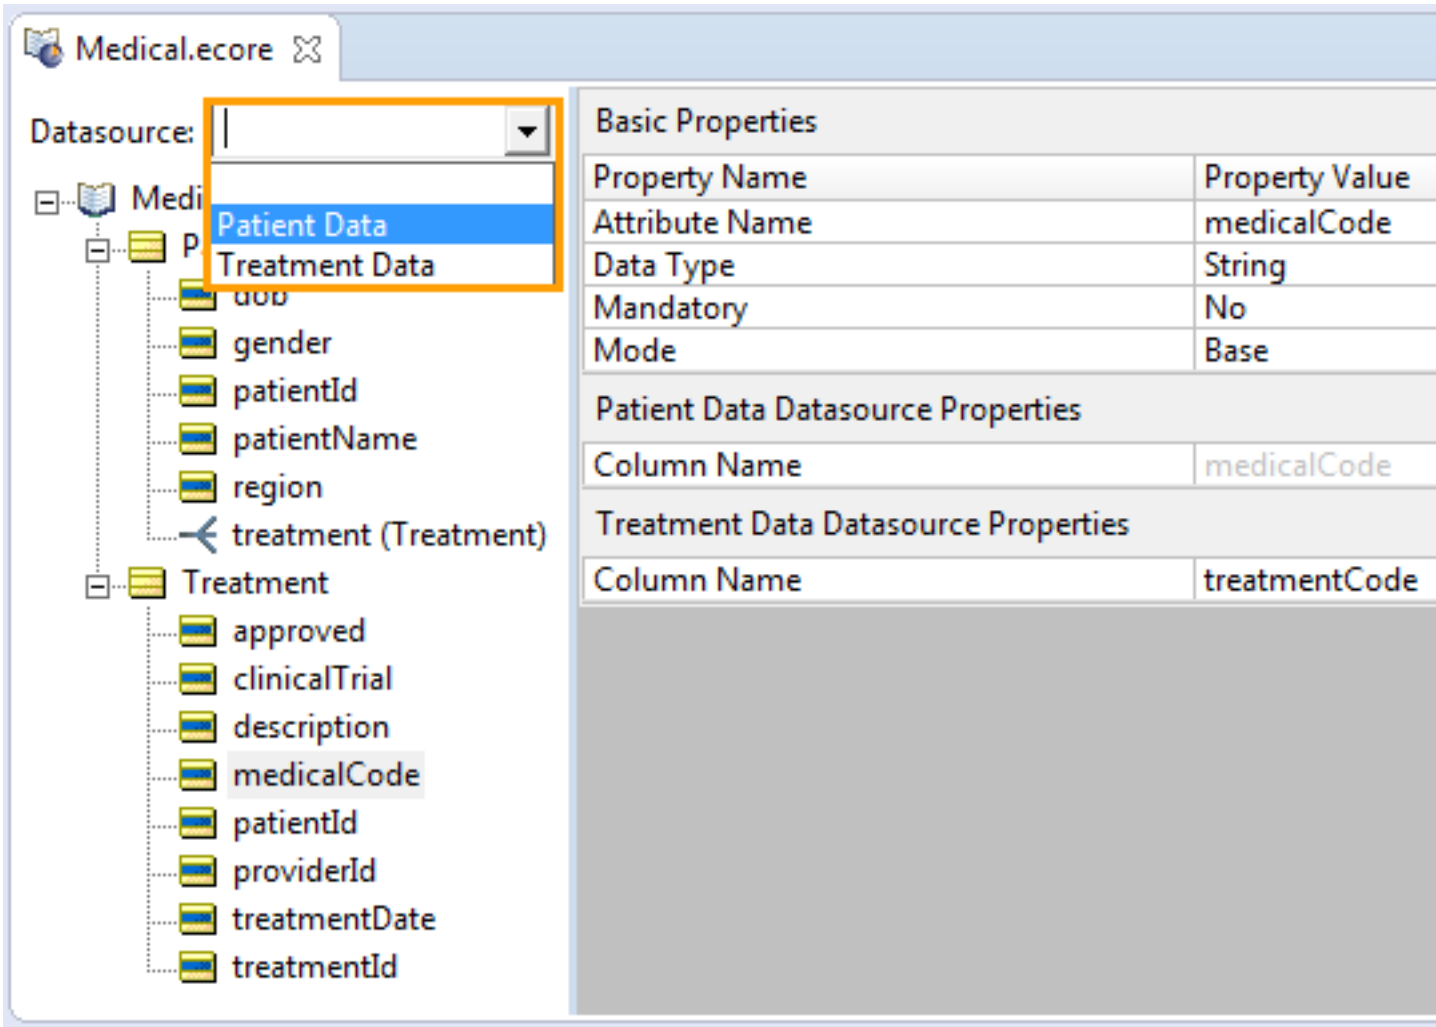 Medical.ecore
Datasource:
Patient Data
Treatment Data
Medi
P
dob
gender
patientId
patientName
region
treatment (Treatment)
Treatment
approved
clinicalTrial
description
medicalCode
patientId
providerId
treatmentDate
treatmentId
Basic Properties
Property Name Property Value
Attribute Name medicalCode
Data Type String
Mandatory No
Mode Base
Patient Data Datasource Properties
Column Name medicalCode
Treatment Data Datasource Properties
Column Name treatmentCode